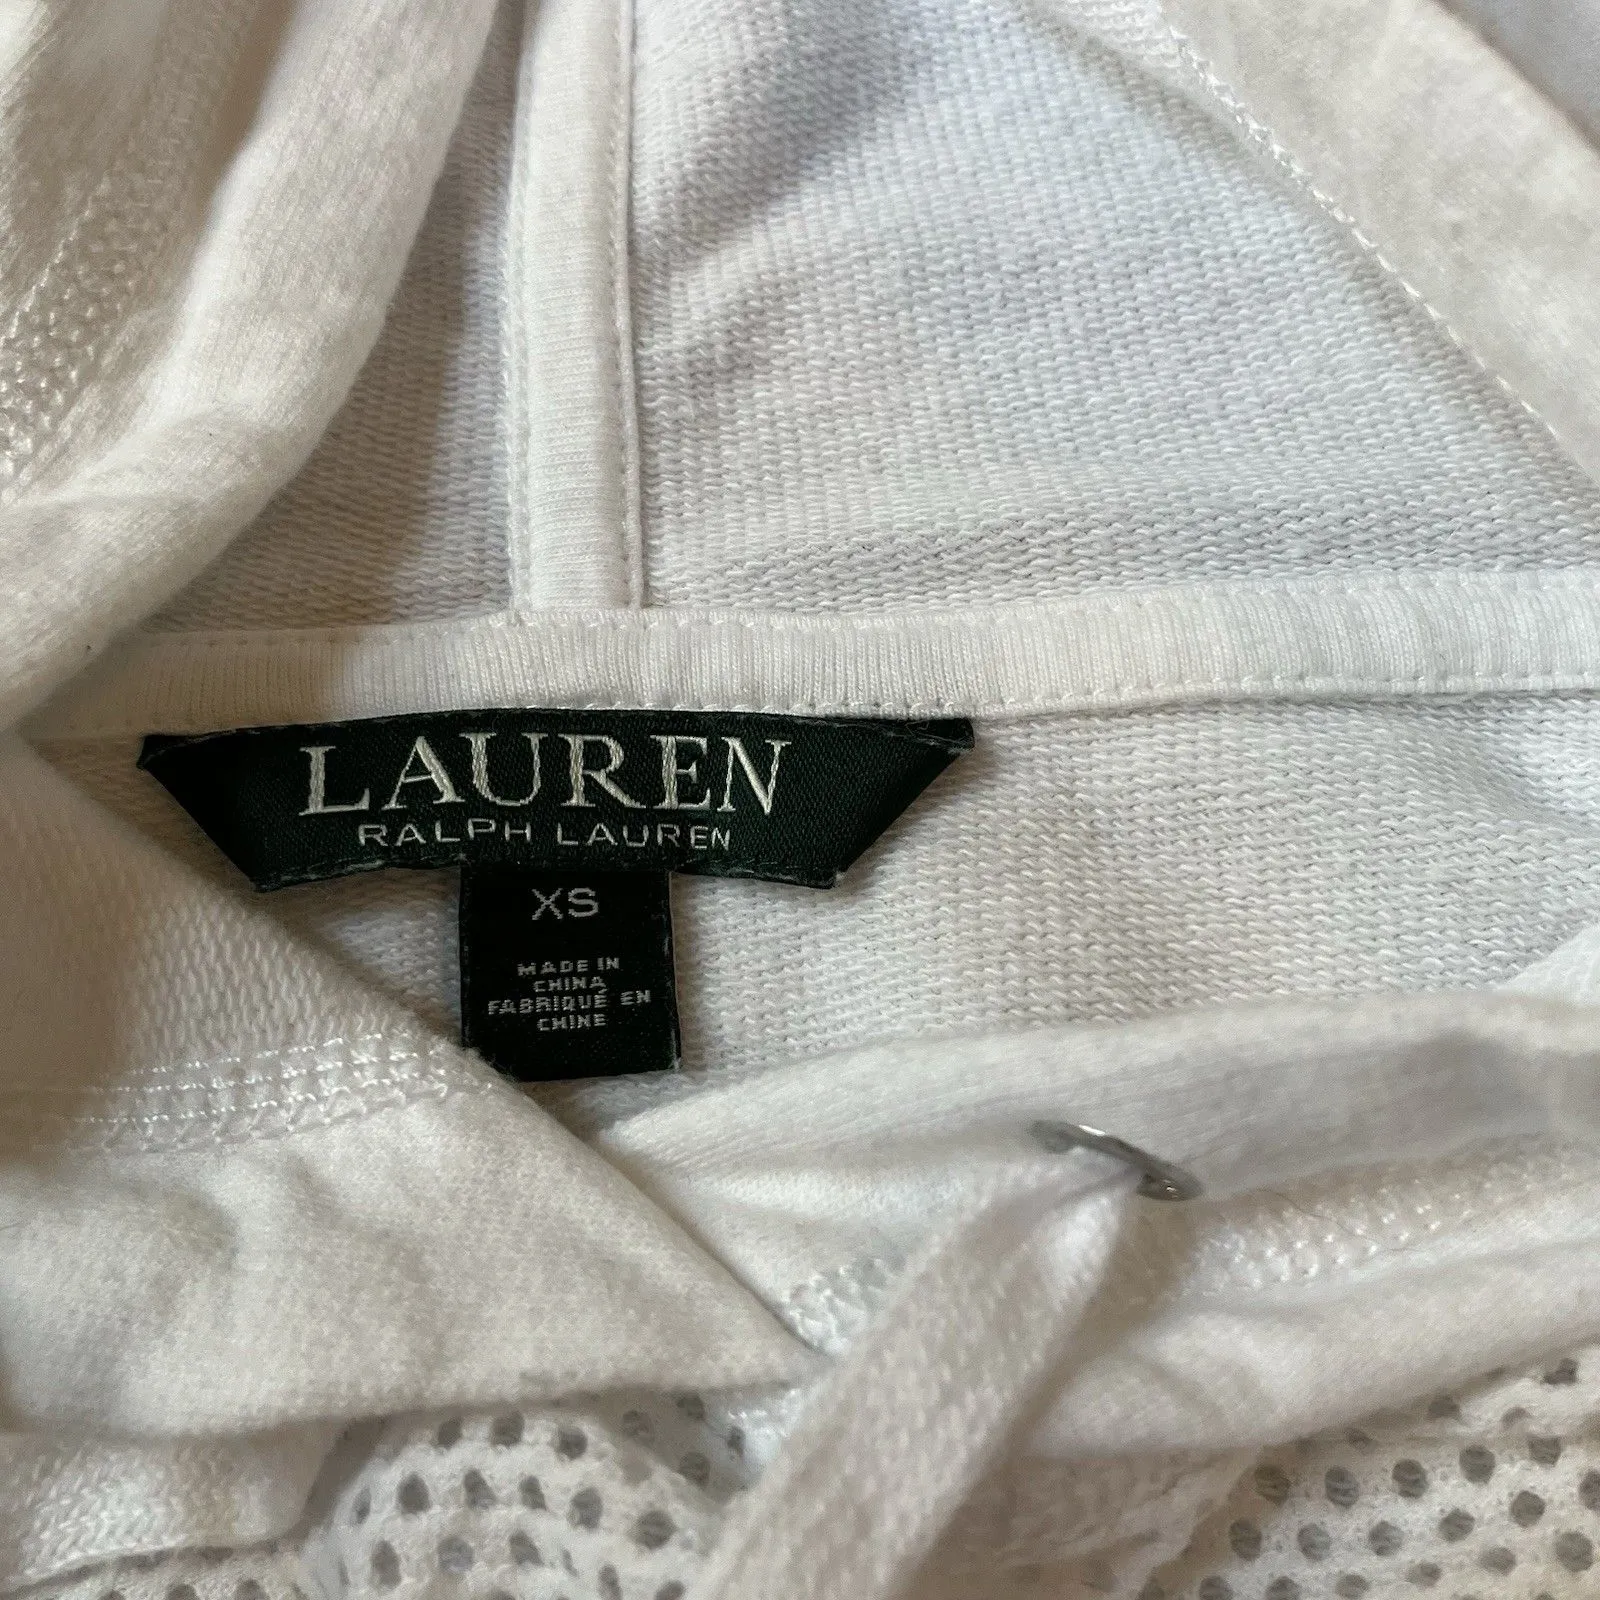 LAUREN
RALPH LAUREN
XS
MADE IN
CHINA
FABRIQUÉ EN
CHINE